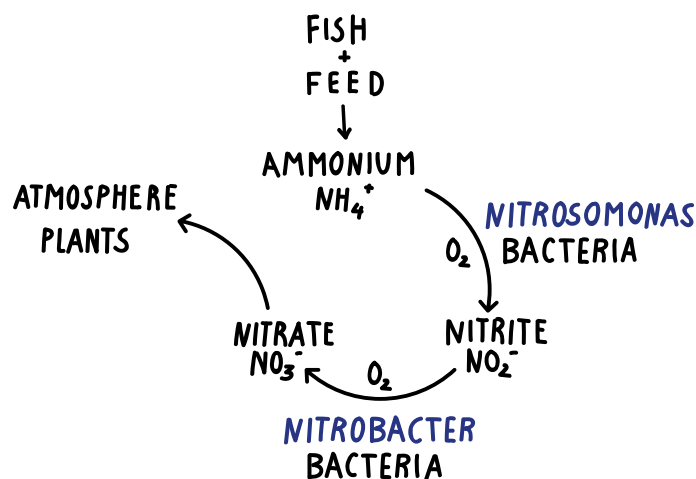 FISH
+
FEED
AMMONIUM
NH₄⁺
NITROSOMONAS
BACTERIA
O₂
NITRITE
NO₂⁻
O₂
NITROBACTER
BACTERIA
NITRATE
NO₃⁻
ATMOSPHERE
PLANTS